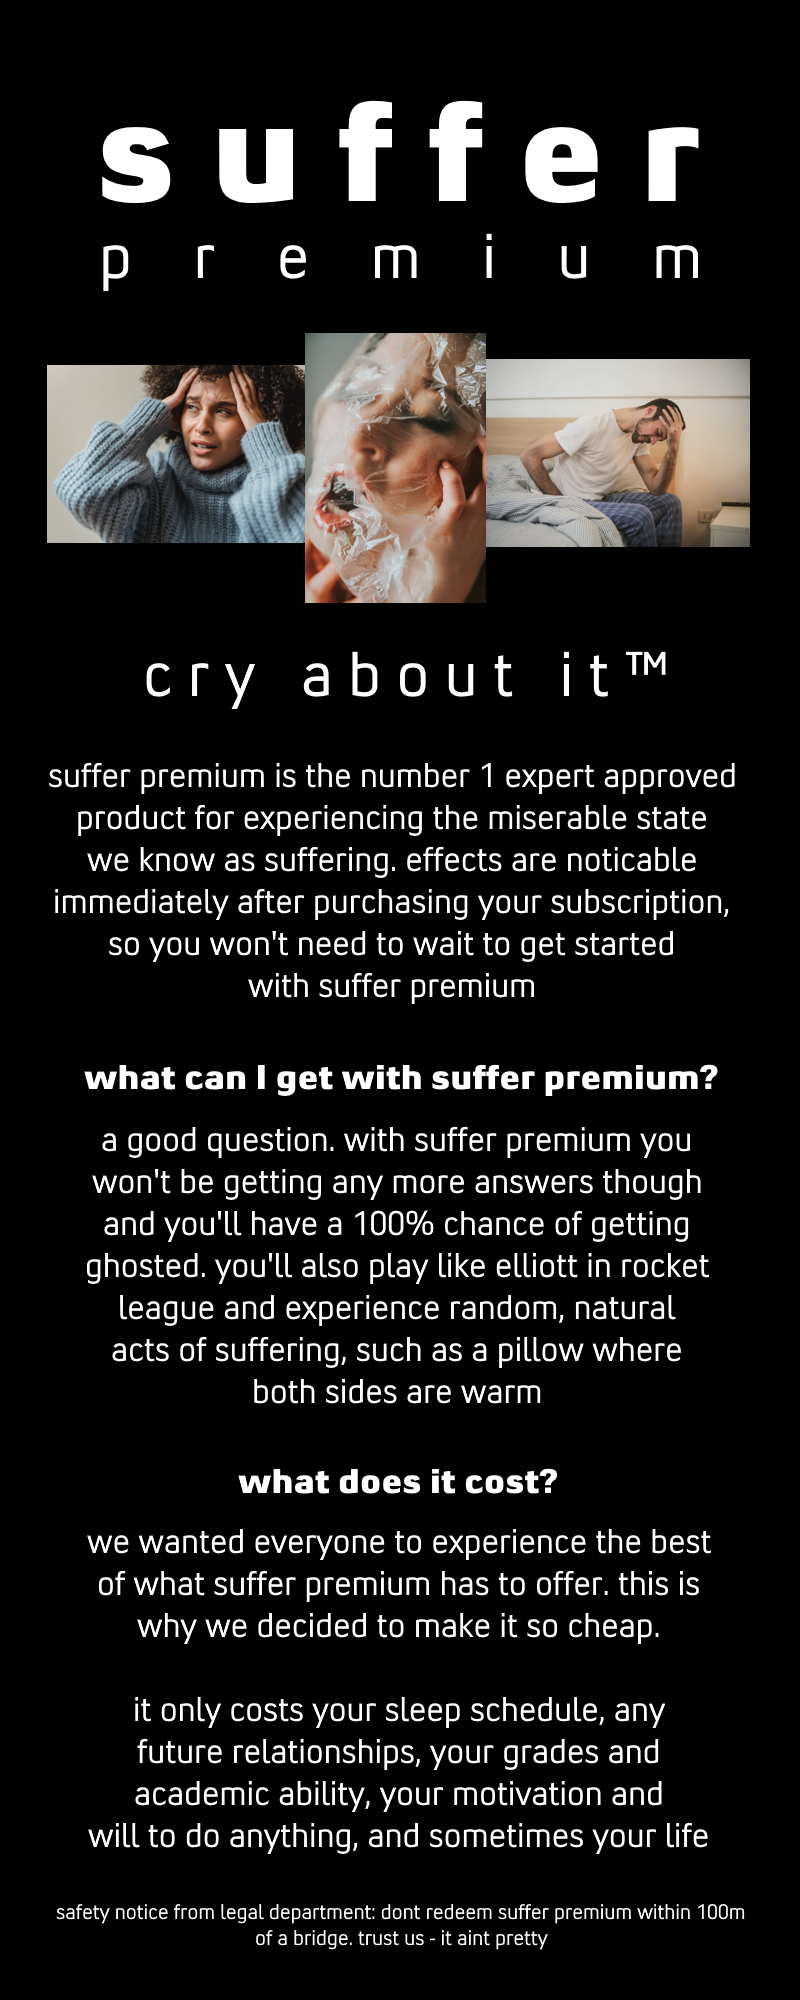 suffer
premium
cry about it™
suffer premium is the number 1 expert approved
product for experiencing the miserable state
we know as suffering. effects are noticable
immediately after purchasing your subscription,
so you won't need to wait to get started
with suffer premium
what can I get with suffer premium?
a good question. with suffer premium you
won't be getting any more answers though
and you'll have a 100% chance of getting
ghosted. you'll also play like elliott in rocket
league and experience random, natural
acts of suffering, such as a pillow where
both sides are warm
what does it cost?
we wanted everyone to experience the best
of what suffer premium has to offer. this is
why we decided to make it so cheap.
it only costs your sleep schedule, any
future relationships, your grades and
academic ability, your motivation and
will to do anything, and sometimes your life
safety notice from legal department: dont redeem suffer premium within 100m
of a bridge. trust us - it aint pretty